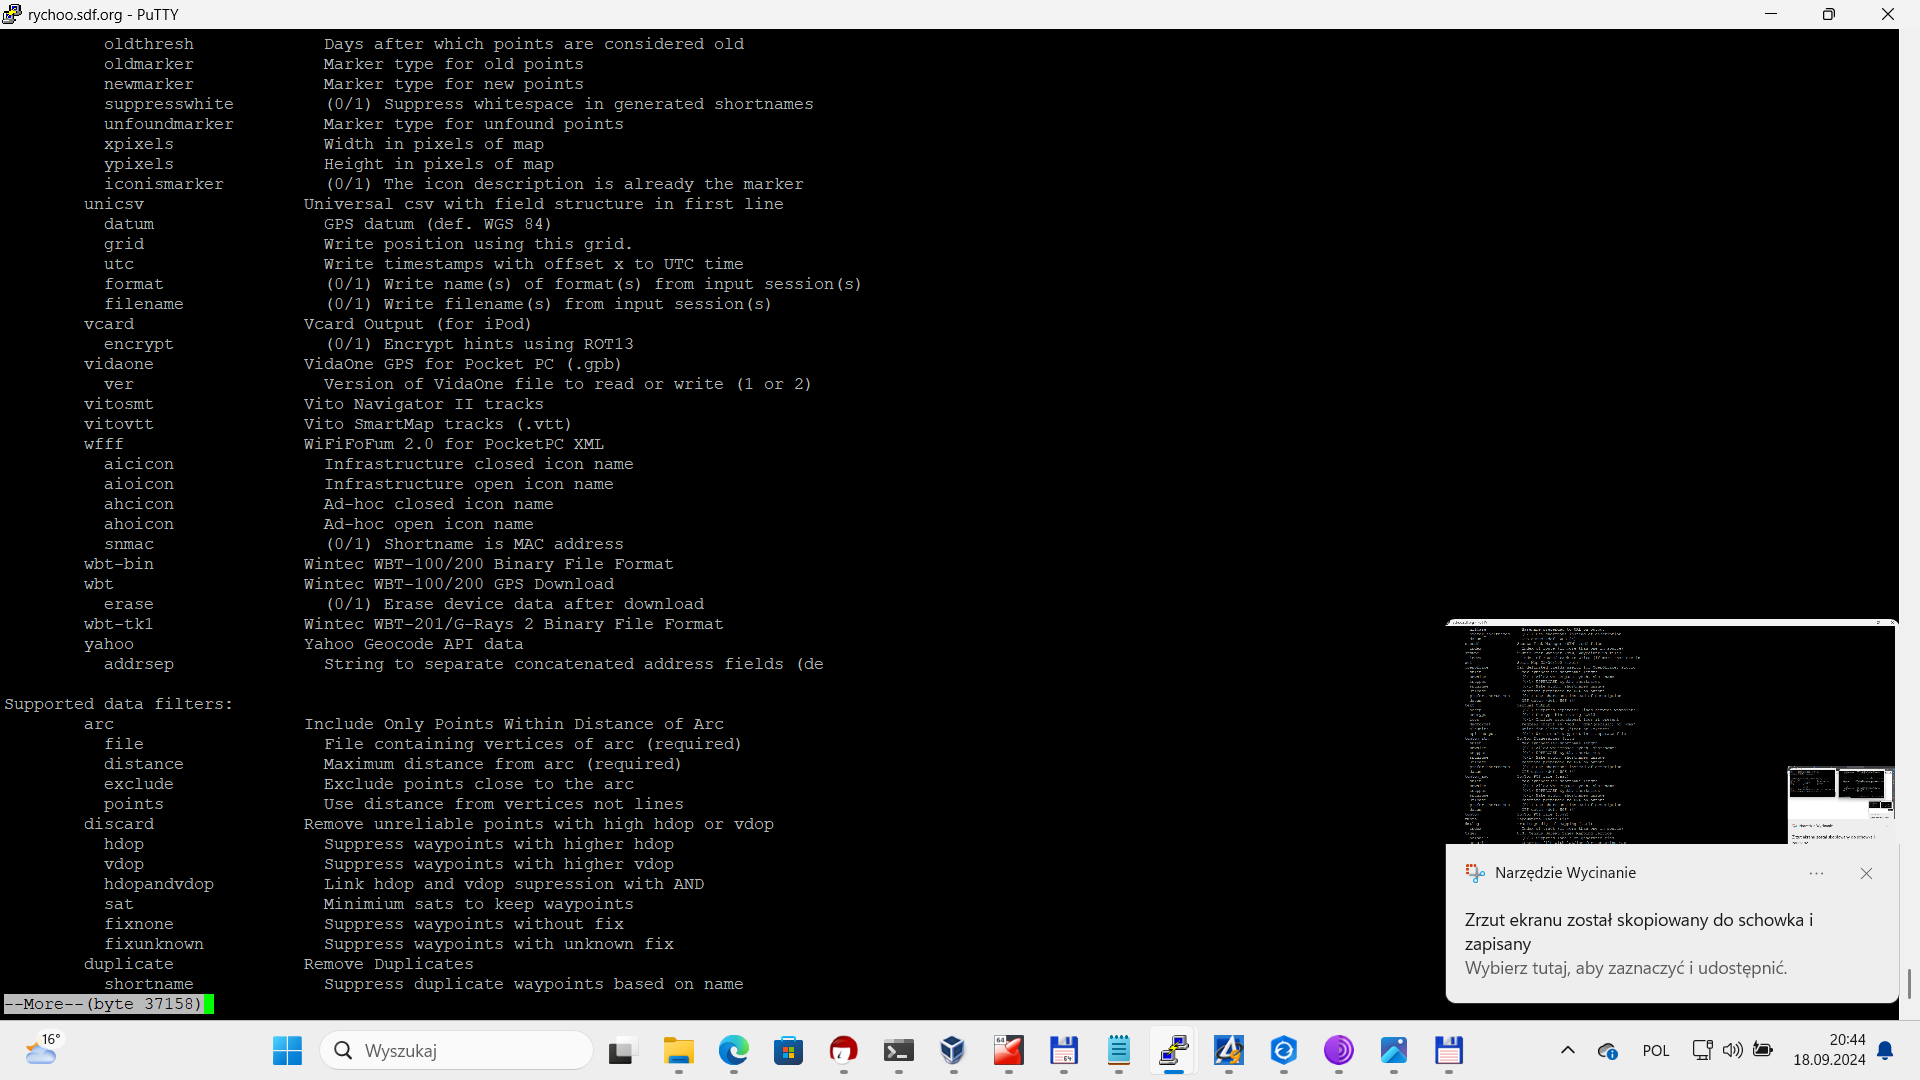 rychoo.sdf.org - PuTTY
oldthresh Days after which points are considered old
oldmarker Marker type for old points
newmarker Marker type for new points
suppresswhite (0/1) Suppress whitespace in generated shortnames
unfoundmarker Marker type for unfound points
xpixels Width in pixels of map
ypixels Height in pixels of map
iconismarker (0/1) The icon description is already the marker
unicsv Universal csv with field structure in first line
datum GPS datum (def. WGS 84)
grid Write position using this grid.
utc Write timestamps with offset x to UTC time
format (0/1) Write name(s) of format(s) from input session(s)
filename (0/1) Write filename(s) from input session(s)
vcard Vcard Output (for iPod)
encrypt (0/1) Encrypt hints using ROT13
vidaone VidaOne GPS for Pocket PC (.gpb)
ver Version of VidaOne file to read or write (1 or 2)
vitosmt Vito Navigator II tracks
vitovtt Vito SmartMap tracks (.vtt)
wfff WiFiFoFum 2.0 for PocketPC XML
aicicon Infrastructure closed icon name
aioicon Infrastructure open icon name
ahcicon Ad-hoc closed icon name
ahoicon Ad-hoc open icon name
snmac (0/1) Shortname is MAC address
wbt-bin Wintec WBT-100/200 Binary File Format
wbt Wintec WBT-100/200 GPS Download
erase (0/1) Erase device data after download
wbt-tk1 Wintec WBT-201/G-Rays 2 Binary File Format
yahoo Yahoo Geocode API data
addrsep String to separate concatenated address fields (de
Supported data filters:
arc Include Only Points Within Distance of Arc
file File containing vertices of arc (required)
distance Maximum distance from arc (required)
exclude Exclude points close to the arc
points Use distance from vertices not lines
discard Remove unreliable points with high hdop or vdop
hdop Suppress waypoints with higher hdop
vdop Suppress waypoints with higher vdop
hdopandvdop Link hdop and vdop supression with AND
sat Minimium sats to keep waypoints
fixnone Suppress waypoints without fix
fixunknown Suppress waypoints with unknown fix
duplicate Remove Duplicates
shortname Suppress duplicate waypoints based on name
--More--(byte 37158)
Narzędzie Wycinanie
Zrzut ekranu został skopiowany do schowka i
zapisany
Wybierz tutaj, aby zaznaczyć i udostępnić.
16°
Wyszukaj
POL
20:44
18.09.2024